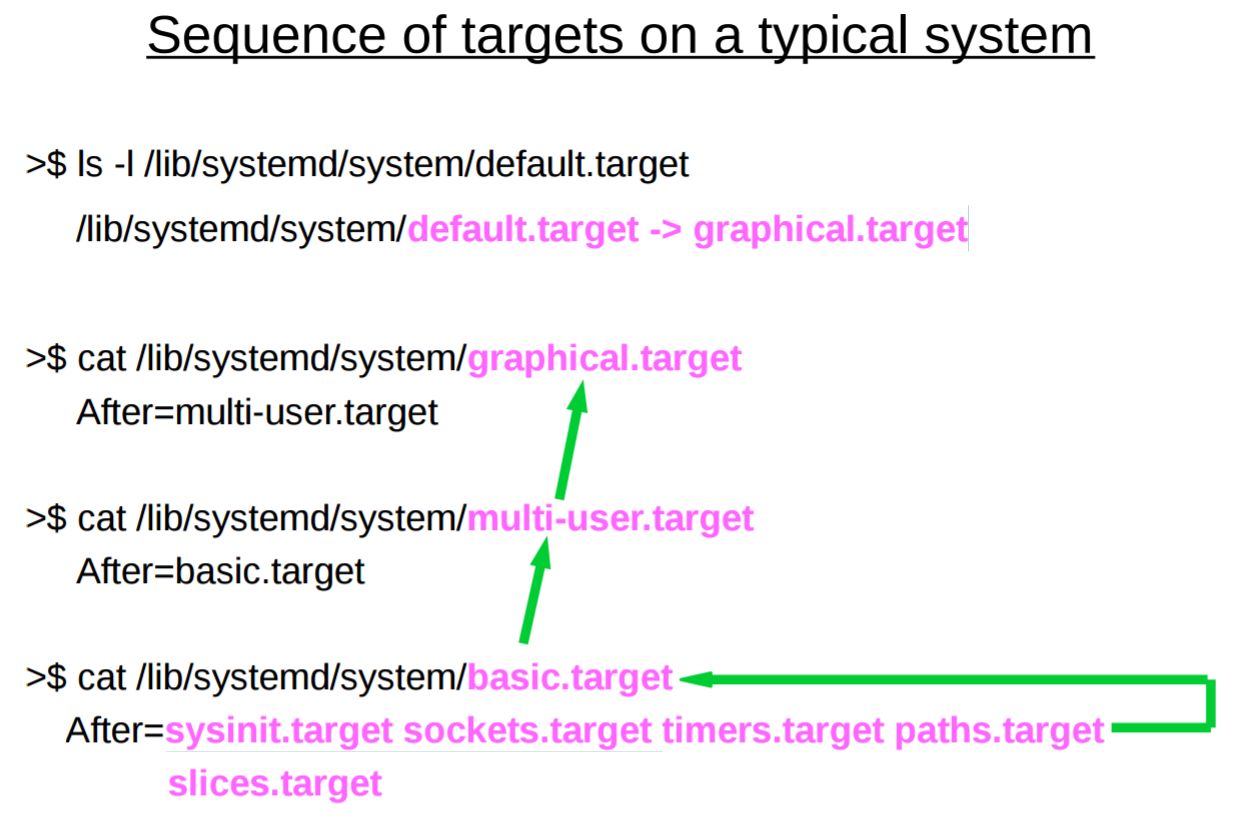 Sequence of targets on a typical system
>$ ls -l /lib/systemd/system/default.target
/lib/systemd/system/default.target -> graphical.target
>$ cat /lib/systemd/system/graphical.target
After=multi-user.target
>$ cat /lib/systemd/system/multi-user.target
After=basic.target
>$ cat /lib/systemd/system/basic.target
After=sysinit.target sockets.target timers.target paths.target
slices.target